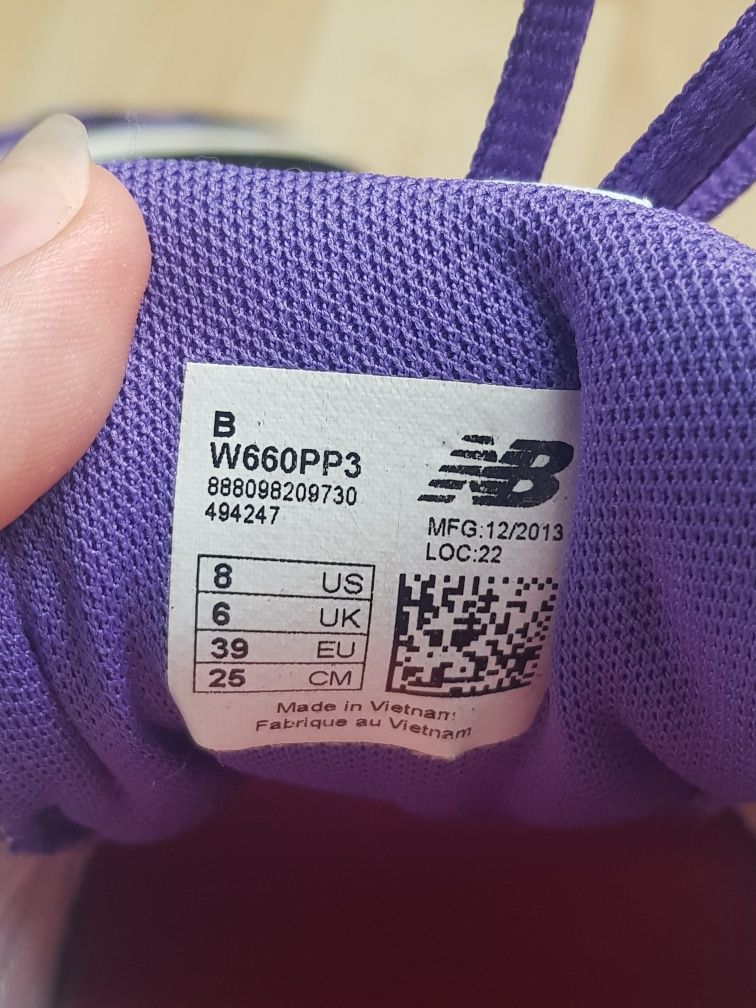 B
W660PP3
888098209730
494247
NB
MFG:12/2013
LOC:22
8 US
6 UK
39 EU
25 CM
Made in Vietnam
Fabrique au Vietnam